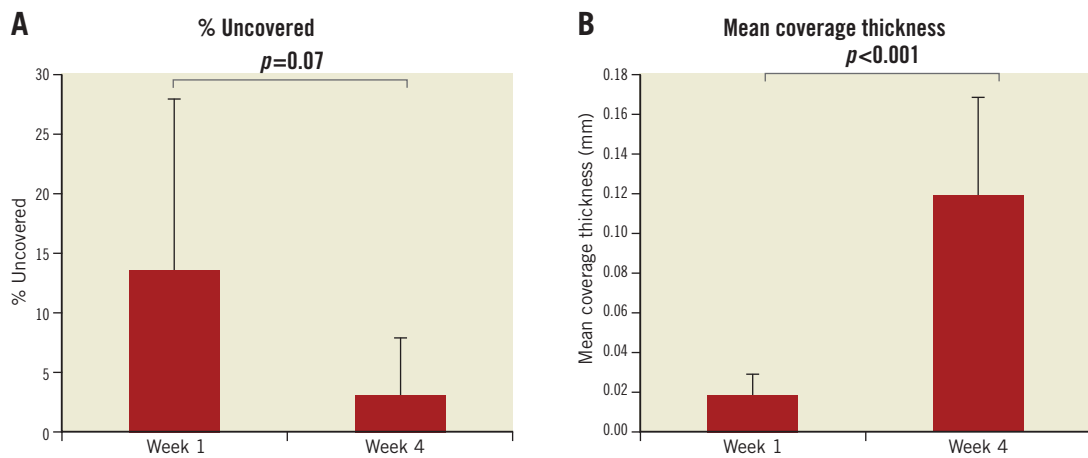 A
% Uncovered
p=0.07
30
25
20
15
10
5
0
% Uncovered
Week 1
Week 4
B
Mean coverage thickness
p<0.001
0.18
0.16
0.14
0.12
0.10
0.08
0.06
0.04
0.02
0.00
Mean coverage thickness (mm)
Week 1
Week 4